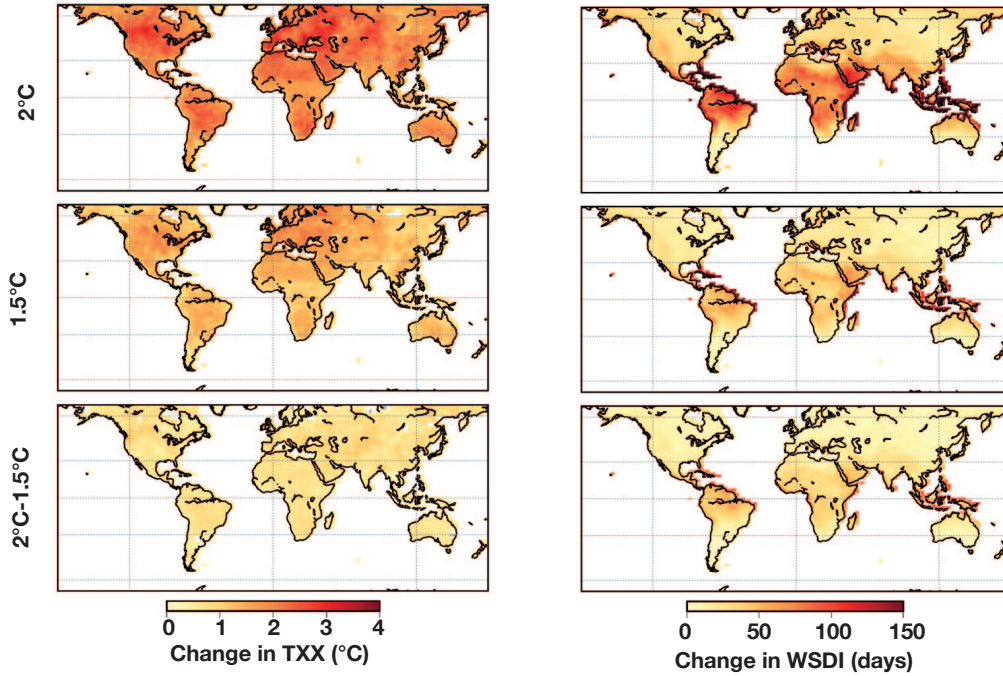 2°C
1.5°C
2°C-1.5°C
0 1 2 3 4
Change in TXX (°C)
0 50 100 150
Change in WSDI (days)